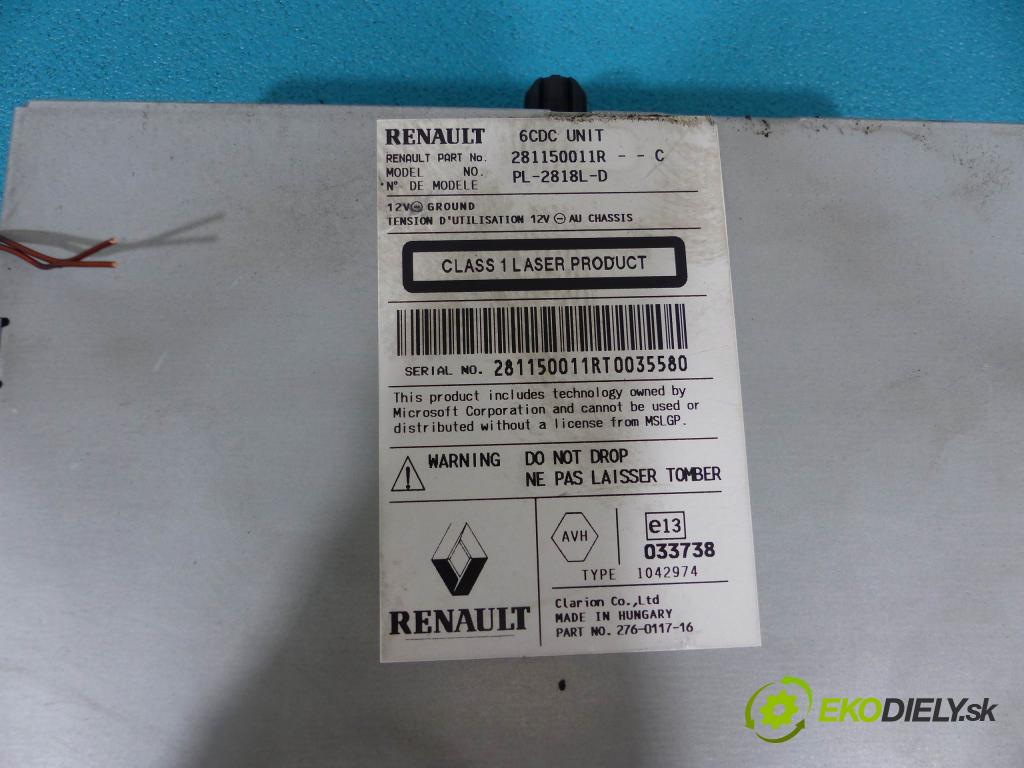 RENAULT 6CDC UNIT
RENAULT PART No. 281150011R - - C
MODEL NO. PL-2818L-D
N° DE MODELE
12V ⊖ GROUND
TENSION D'UTILISATION 12V ⊖ AU CHASSIS
CLASS 1 LASER PRODUCT
SERIAL NO. 281150011RT0035580
This product includes technology owned by
Microsoft Corporation and cannot be used or
distributed without a license from MSLGP.
WARNING DO NOT DROP
NE PAS LAISSER TOMBER
AVH e13
033738
TYPE 1042974
RENAULT
Clarion Co.,Ltd
MADE IN HUNGARY
PART NO. 276-0117-16
EKODIELY.sk